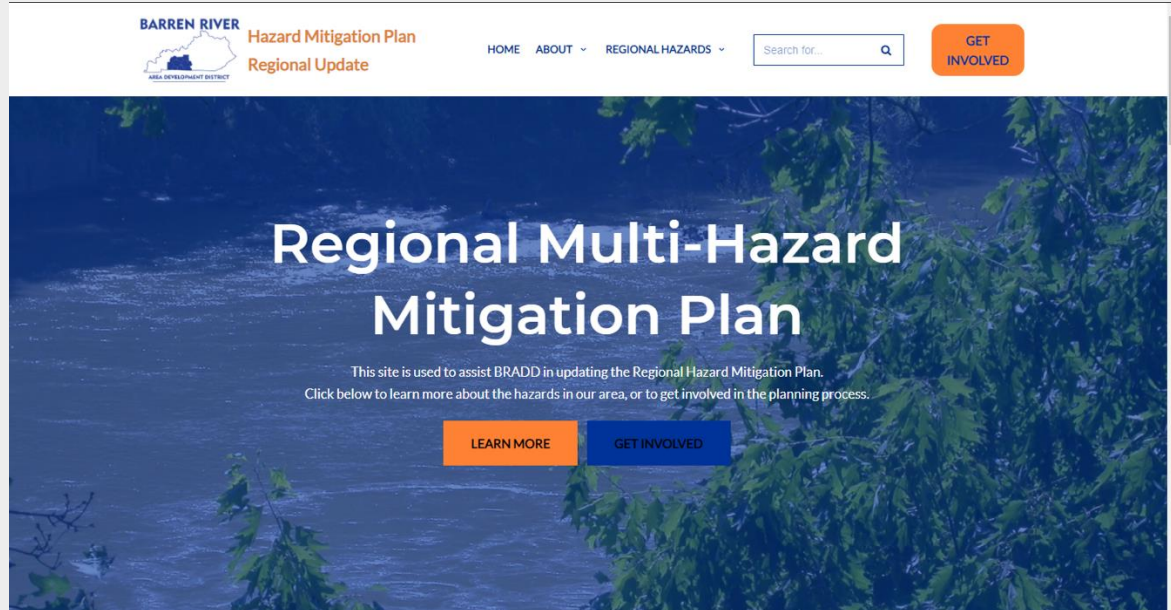 BARREN RIVER
AREA DEVELOPMENT DISTRICT
Hazard Mitigation Plan
Regional Update
HOME ABOUT REGIONAL HAZARDS
Search for...
GET
INVOLVED
Regional Multi-Hazard
Mitigation Plan
This site is used to assist BRADD in updating the Regional Hazard Mitigation Plan.
Click below to learn more about the hazards in our area, or to get involved in the planning process.
LEARN MORE
GET INVOLVED